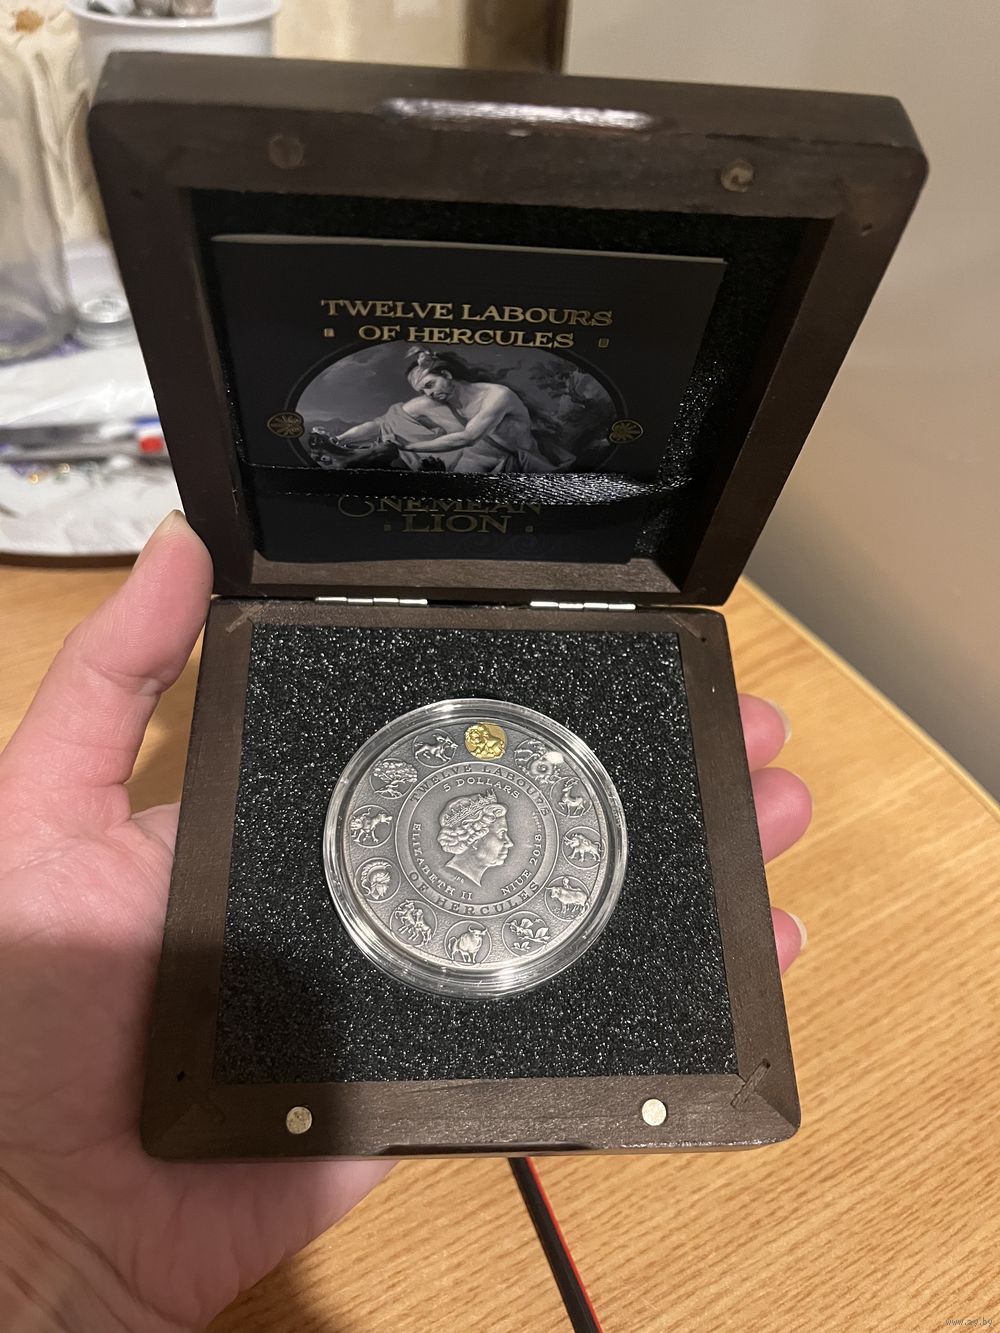 TWELVE LABOURS
OF HERCULES
NEMEAN
LION
TWELVE LABOURS
5 DOLLARS
ELIZABETH II
NIUE 2018
OF HERCULES